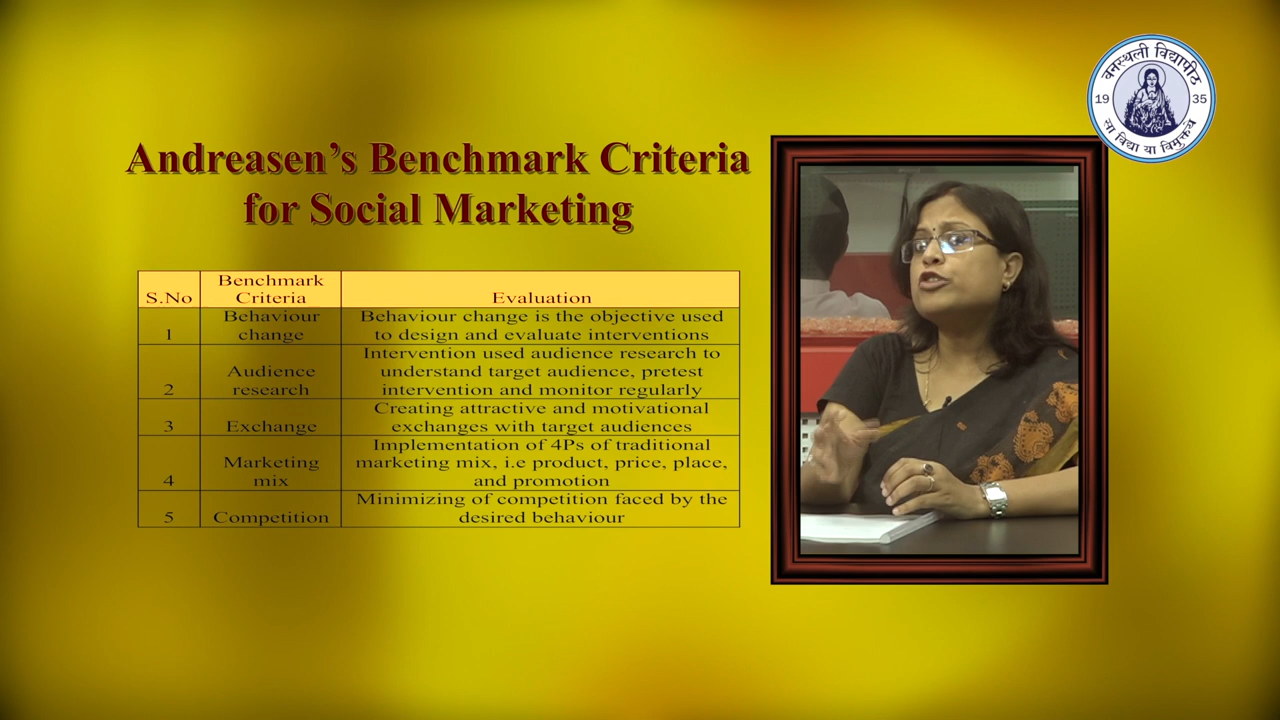 वनस्थली विद्यापीठ
19 35
सा विद्या या विमुक्तये
Andreasen’s Benchmark Criteria
for Social Marketing
S.No
Benchmark
Criteria
Evaluation
1
Behaviour
change
Behaviour change is the objective used
to design and evaluate interventions
2
Audience
research
Intervention used audience research to
understand target audience, pretest
intervention and monitor regularly
3
Exchange
Creating attractive and motivational
exchanges with target audiences
4
Marketing
mix
Implementation of 4Ps of traditional
marketing mix, i.e product, price, place,
and promotion
5
Competition
Minimizing of competition faced by the
desired behaviour